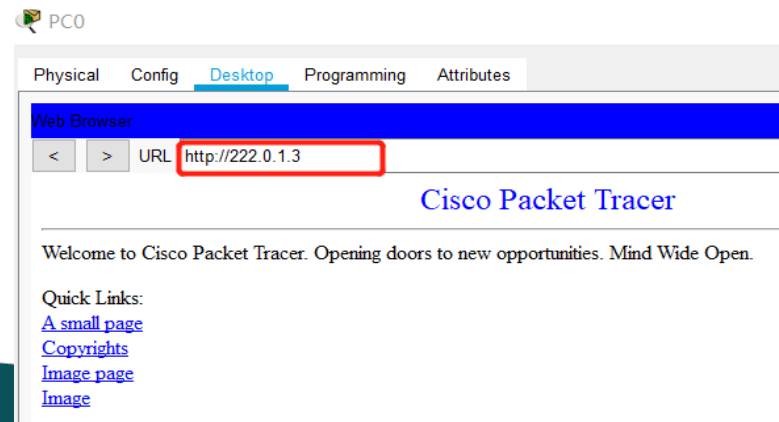 PC0
Physical Config Desktop Programming Attributes
Web Browser
< > URL http://222.0.1.3
Cisco Packet Tracer
Welcome to Cisco Packet Tracer. Opening doors to new opportunities. Mind Wide Open.
Quick Links:
A small page
Copyrights
Image page
Image